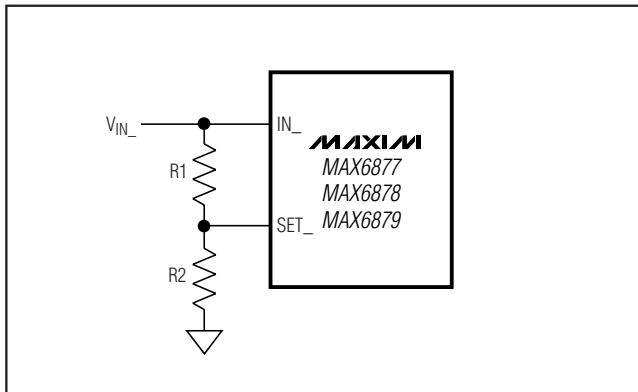 V_IN_
IN_
MAXIM
R1
MAX6877
MAX6878
SET_
MAX6879
R2